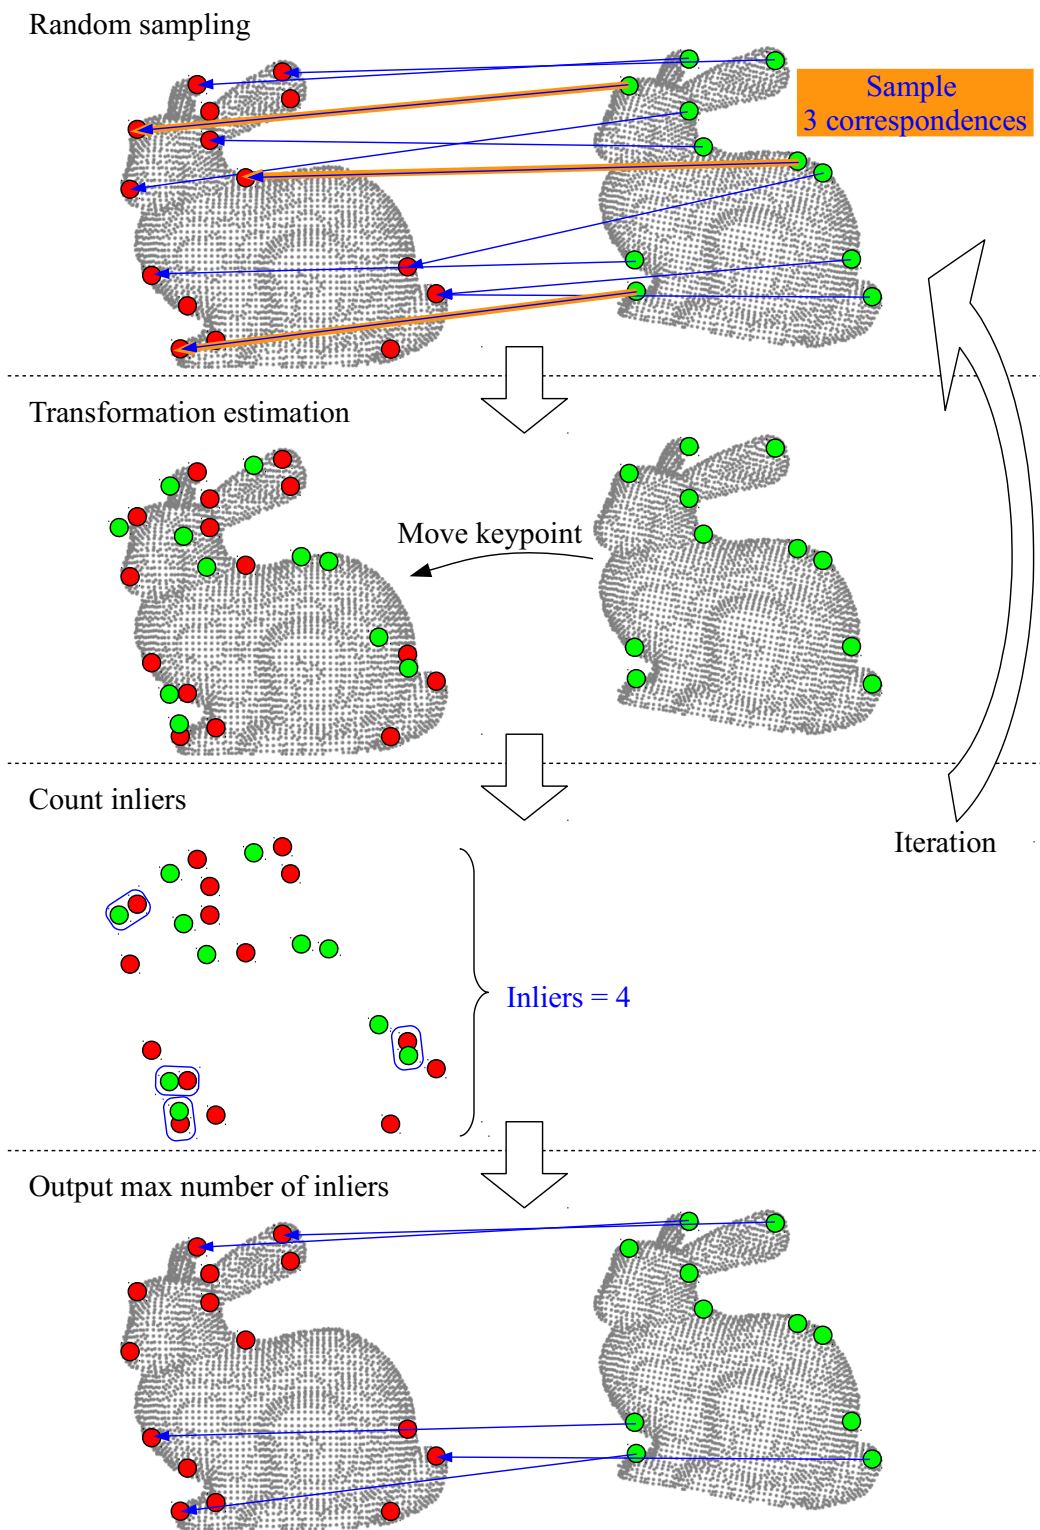 Random sampling
Sample
3 correspondences
Transformation estimation
Move keypoint
Count inliers
Iteration
Inliers = 4
Output max number of inliers